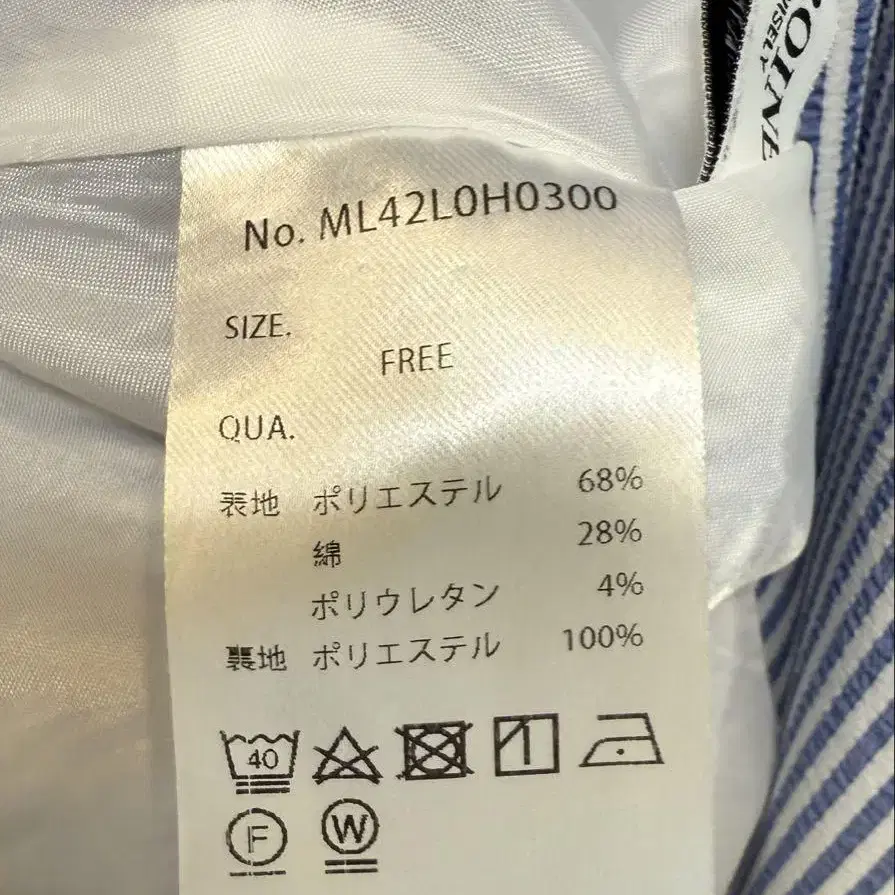 No. ML42L0H0300
SIZE.
FREE
QUA.
表地 ポリエステル 68%
綿 28%
ポリウレタン 4%
裏地 ポリエステル 100%
40
F
W